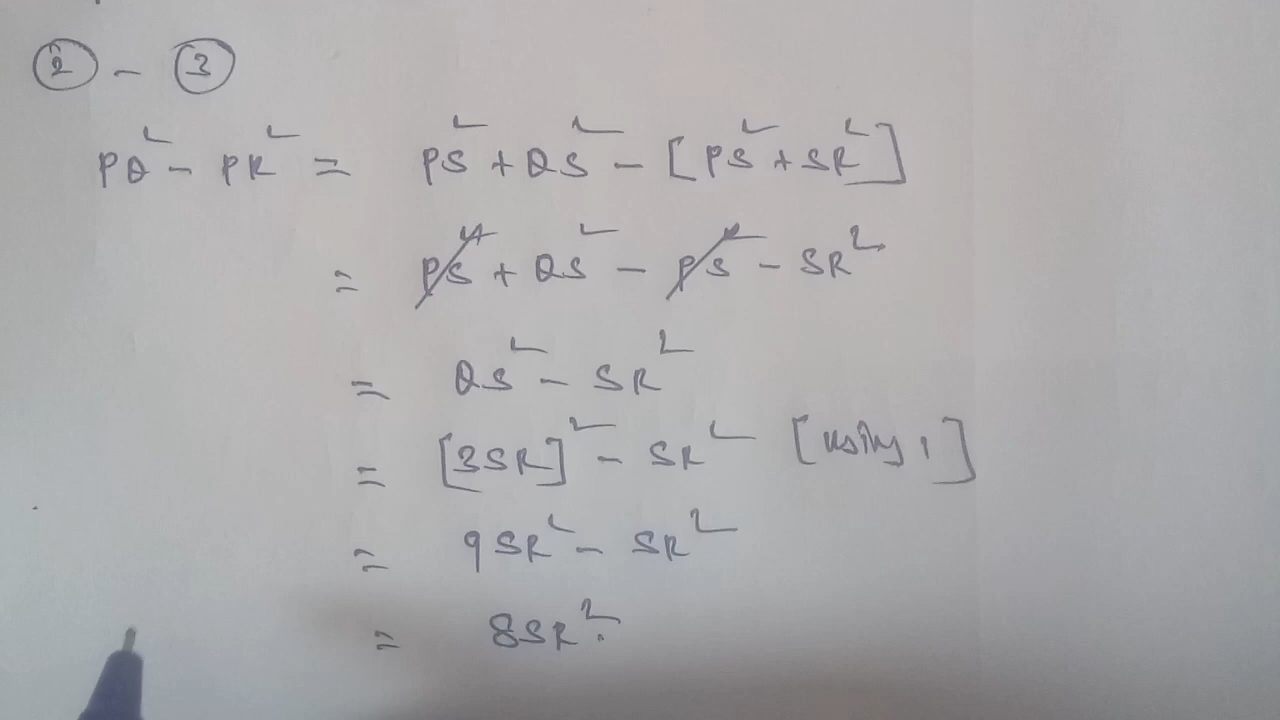 ② - ③
PQ² - PR² = PS² + QS² - [PS² + SR²]
= PS² + QS² - PS² - SR²
= QS² - SR²
= [3SR]² - SR² [using 1]
= 9SR² - SR²
= 8SR².